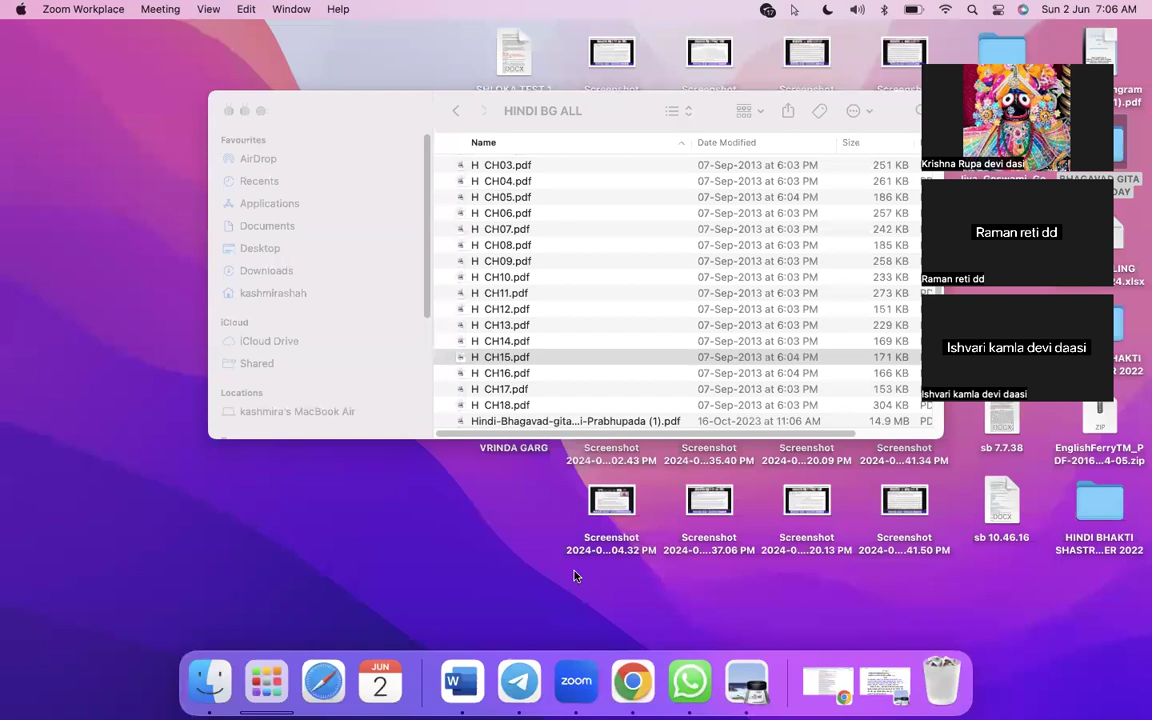 Zoom Workplace Meeting View Edit Window Help
17
Sun 2 Jun 7:06 AM
HINDI BG ALL
Favourites
AirDrop
Recents
Applications
Documents
Desktop
Downloads
kashmirashah
iCloud
iCloud Drive
Shared
Locations
kashmira's MacBook Air
Name Date Modified Size
H CH03.pdf 07-Sep-2013 at 6:03 PM 251 KB
H CH04.pdf 07-Sep-2013 at 6:03 PM 261 KB
H CH05.pdf 07-Sep-2013 at 6:04 PM 186 KB
H CH06.pdf 07-Sep-2013 at 6:03 PM 257 KB
H CH07.pdf 07-Sep-2013 at 6:03 PM 242 KB
H CH08.pdf 07-Sep-2013 at 6:03 PM 185 KB
H CH09.pdf 07-Sep-2013 at 6:03 PM 258 KB
H CH10.pdf 07-Sep-2013 at 6:03 PM 233 KB
H CH11.pdf 07-Sep-2013 at 6:03 PM 273 KB
H CH12.pdf 07-Sep-2013 at 6:03 PM 151 KB
H CH13.pdf 07-Sep-2013 at 6:03 PM 229 KB
H CH14.pdf 07-Sep-2013 at 6:03 PM 169 KB
H CH15.pdf 07-Sep-2013 at 6:04 PM 171 KB
H CH16.pdf 07-Sep-2013 at 6:04 PM 166 KB
H CH17.pdf 07-Sep-2013 at 6:03 PM 153 KB
H CH18.pdf 07-Sep-2013 at 6:03 PM 304 KB
Hindi-Bhagavad-gita...i-Prabhupada (1).pdf 16-Oct-2023 at 11:06 AM 14.9 MB
Krishna Rupa devi dasi
Raman reti dd
Raman reti dd
Ishvari kamla devi daasi
Ishvari kamla devi daasi
DOCX
BHAGAVAD GITA
VRINDA GARG
Screenshot
2024-0...02.43 PM
Screenshot
2024-0...35.40 PM
Screenshot
2024-0...20.09 PM
Screenshot
2024-0...41.34 PM
DOCX
sb 7.7.38
ZIP
EnglishFerryTM_P
DF-2016...4-05.zip
Screenshot
2024-0...04.32 PM
Screenshot
2024-0...37.06 PM
Screenshot
2024-0...20.13 PM
Screenshot
2024-0...41.50 PM
DOCX
sb 10.46.16
HINDI BHAKTI
SHASTR...ER 2022
JUN
2
W
zoom